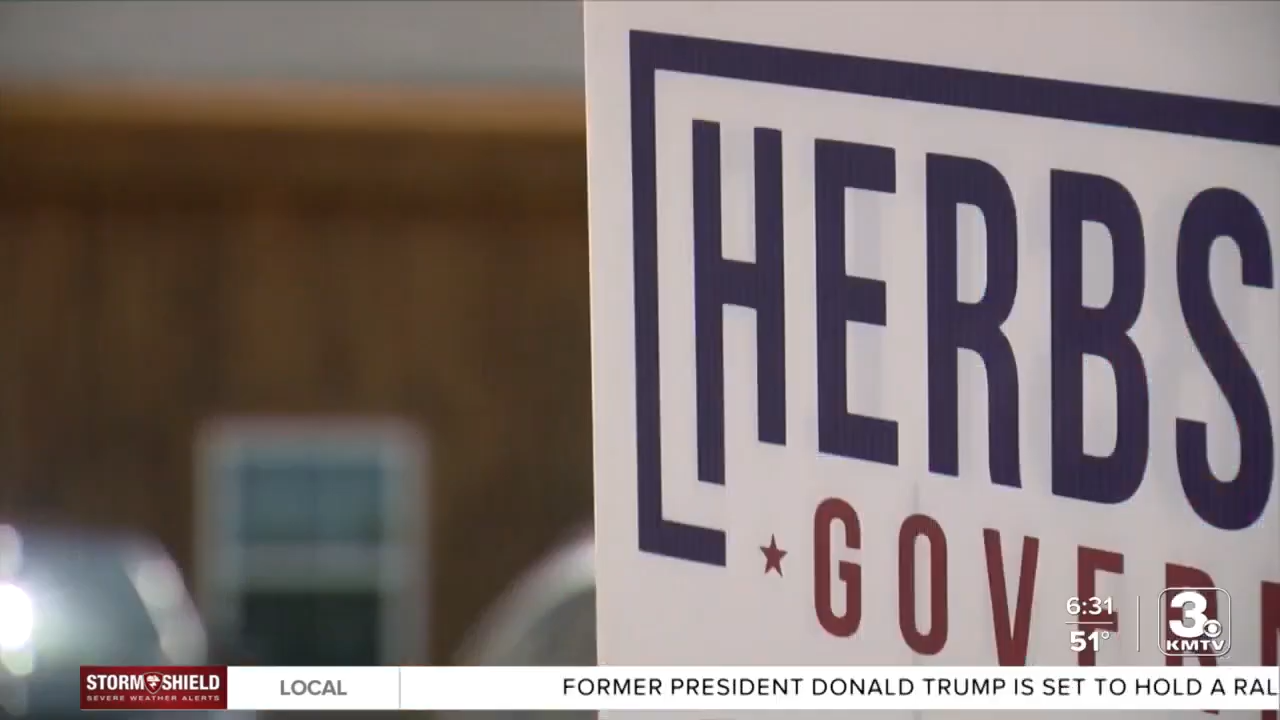 HERBS
GOVER
6:31
51°
3
KMTV
STORM SHIELD
SEVERE WEATHER ALERTS
LOCAL
FORMER PRESIDENT DONALD TRUMP IS SET TO HOLD A RAL